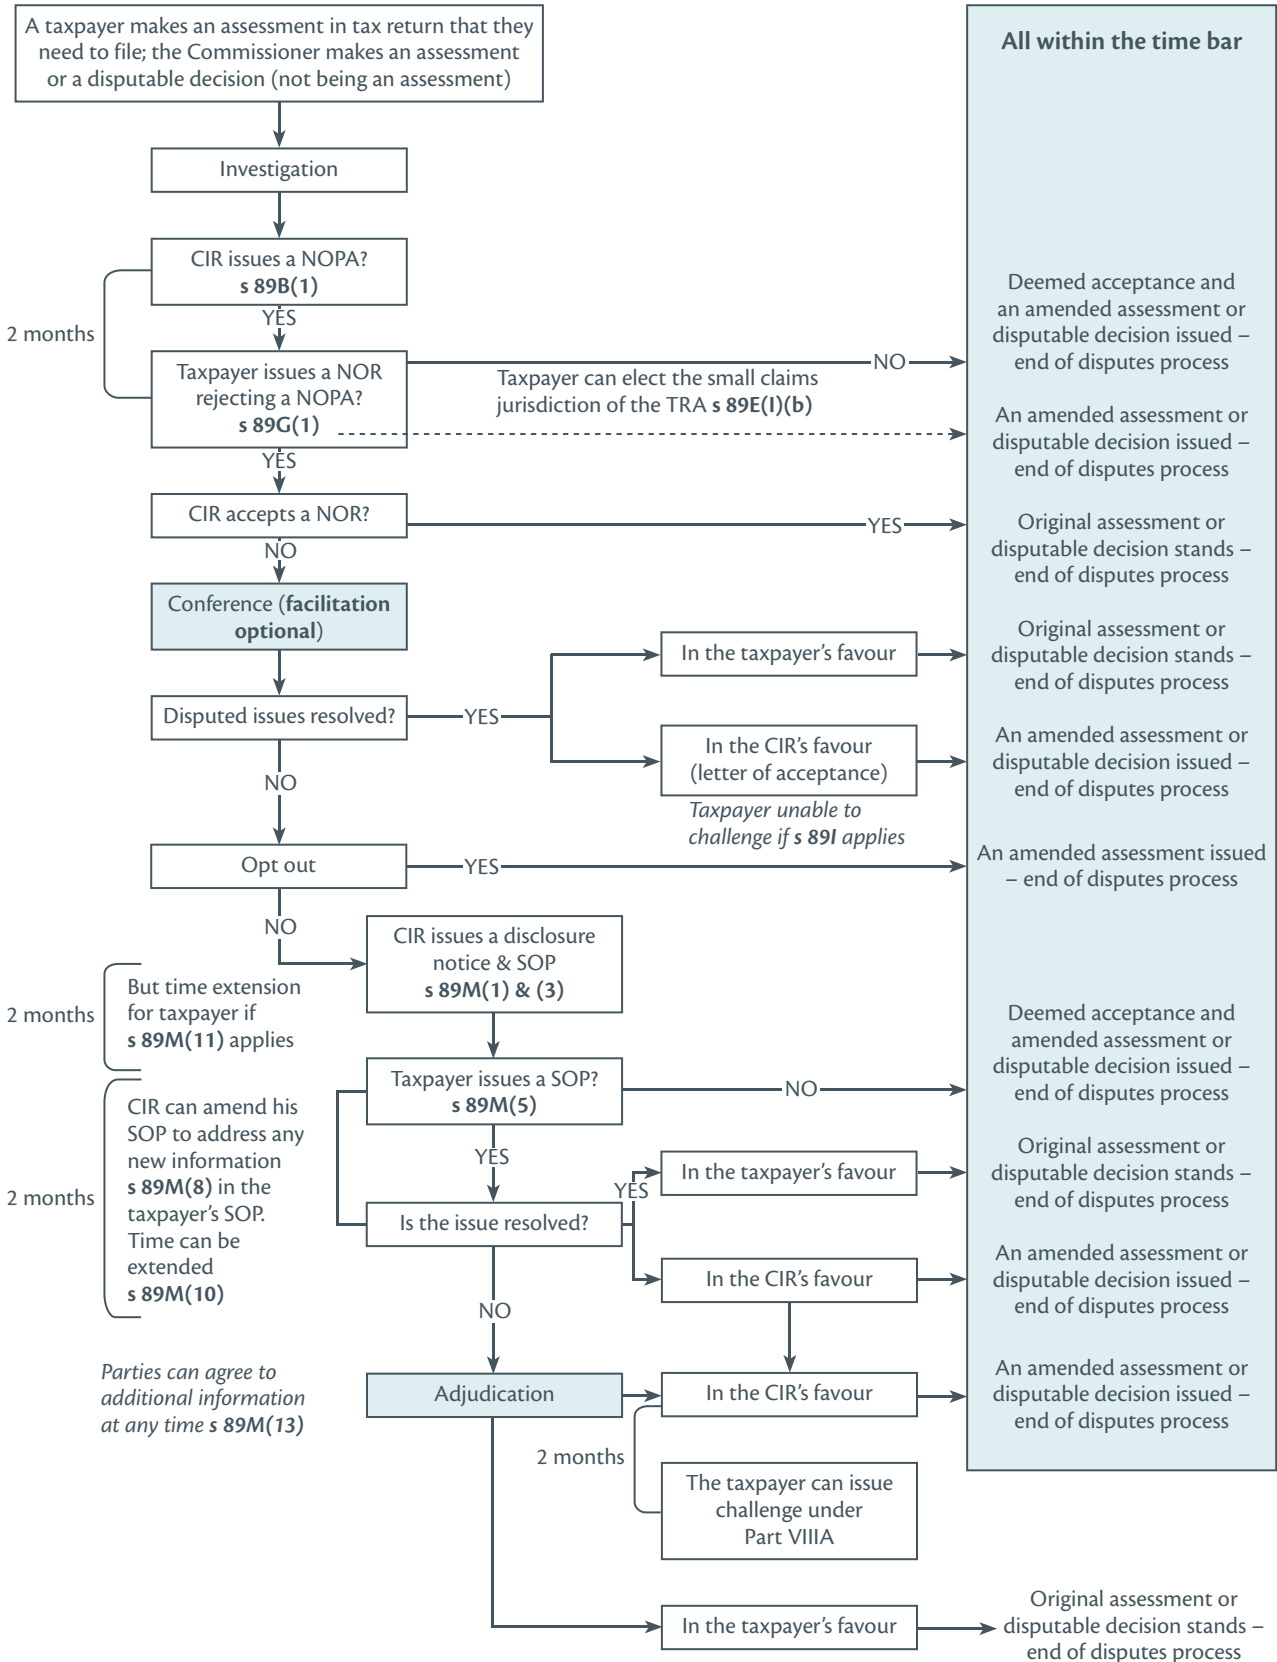 A taxpayer makes an assessment in tax return that they
need to file; the Commissioner makes an assessment
or a disputable decision (not being an assessment)
All within the time bar
Investigation
CIR issues a NOPA?
s 89B(1)
YES
2 months
Taxpayer issues a NOR
rejecting a NOPA?
s 89G(1)
NO
Deemed acceptance and
an amended assessment or
disputable decision issued –
end of disputes process
Taxpayer can elect the small claims
jurisdiction of the TRA s 89E(I)(b)
An amended assessment or
disputable decision issued –
end of disputes process
YES
CIR accepts a NOR?
YES
Original assessment or
disputable decision stands –
end of disputes process
NO
Conference (facilitation
optional)
Disputed issues resolved?
YES
In the taxpayer's favour
Original assessment or
disputable decision stands –
end of disputes process
In the CIR's favour
(letter of acceptance)
An amended assessment or
disputable decision issued –
end of disputes process
Taxpayer unable to
challenge if s 89I applies
NO
Opt out
YES
An amended assessment issued
– end of disputes process
NO
CIR issues a disclosure
notice & SOP
s 89M(1) & (3)
2 months
But time extension
for taxpayer if
s 89M(11) applies
Taxpayer issues a SOP?
s 89M(5)
NO
Deemed acceptance and
amended assessment or
disputable decision issued –
end of disputes process
2 months
CIR can amend his
SOP to address any
new information
s 89M(8) in the
taxpayer's SOP.
Time can be
extended
s 89M(10)
YES
Is the issue resolved?
YES
In the taxpayer's favour
Original assessment or
disputable decision stands –
end of disputes process
In the CIR's favour
An amended assessment or
disputable decision issued –
end of disputes process
NO
Parties can agree to
additional information
at any time s 89M(13)
Adjudication
In the CIR's favour
An amended assessment or
disputable decision issued –
end of disputes process
2 months
The taxpayer can issue
challenge under
Part VIIIA
In the taxpayer's favour
Original assessment or
disputable decision stands –
end of disputes process